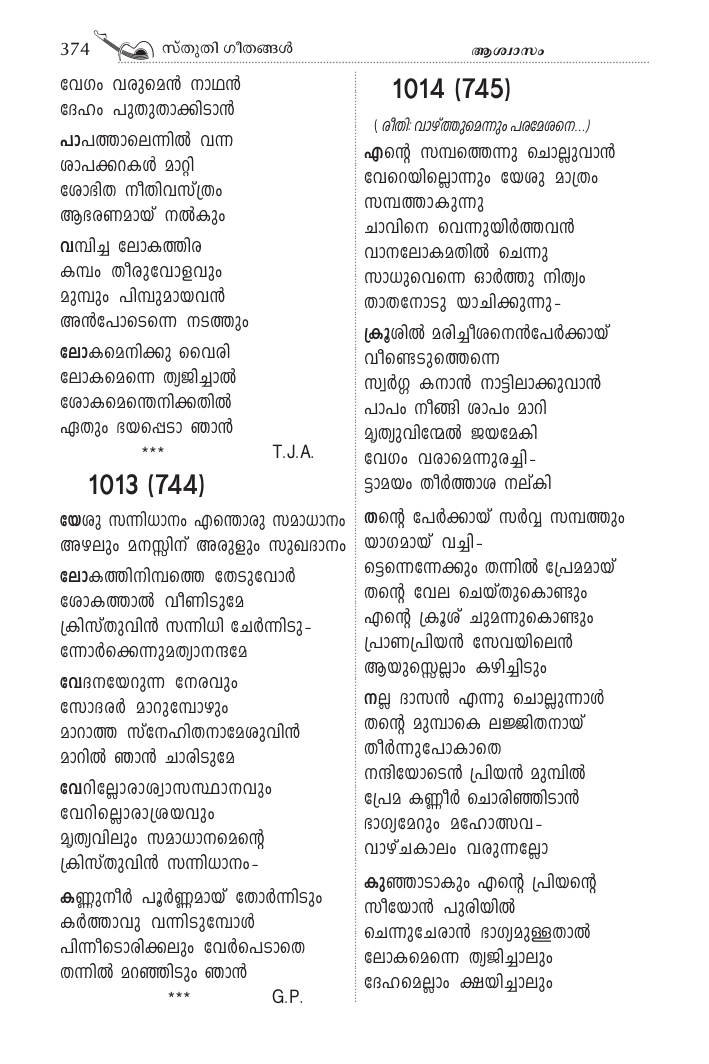 374 സ്തുതി ഗീതങ്ങൾ
ആശ്വാസം
വേഗം വരുമെൻ നാഥൻ
ദേഹം പുതുതാക്കിടാൻ
പാപത്താലെന്നിൽ വന്ന
ശാപക്കറകൾ മാറ്റി
ശോഭിത നീതിവസ്ത്രം
ആഭരണമായ് നൽകും
വമ്പിച്ച ലോകത്തിര
കമ്പം തീരുവോളവും
മുമ്പും പിമ്പുമായവൻ
അൻപോടെന്നെ നടത്തും
ലോകമെനിക്കു വൈരി
ലോകമെന്നെ ത്യജിച്ചാൽ
ശോകമെന്തെനിക്കതിൽ
ഏതും ഭയപ്പെടാ ഞാൻ
*** T.J.A.
1013 (744)
യേശു സന്നിധാനം എന്തൊരു സമാധാനം
അഴലും മനസ്സിന് അരുളും സുഖദാനം
ലോകത്തിനിമ്പത്തെ തേടുവോർ
ശോകത്താൽ വീണിടുമേ
ക്രിസ്തുവിൻ സന്നിധി ചേർന്നിടു-
ന്നോർക്കെന്നുമത്യാനന്ദമേ
വേദനയേറുന്ന നേരവും
സോദരർ മാറുമ്പോഴും
മാറാത്ത സ്നേഹിതനാമേശുവിൻ
മാറിൽ ഞാൻ ചാരിടുമേ
വേറില്ലോരാശ്വാസസ്ഥാനവും
വേറില്ലൊരാശ്രയവും
മൃത്യവിലും സമാധാനമെന്റെ
ക്രിസ്തുവിൻ സന്നിധാനം-
കണ്ണുനീർ പൂർണ്ണമായ് തോർന്നിടും
കർത്താവു വന്നിടുമ്പോൾ
പിന്നീടൊരിക്കലും വേർപെടാതെ
തന്നിൽ മറഞ്ഞിടും ഞാൻ
*** G.P.
1014 (745)
( രീതി: വാഴ്ത്തുമെന്നും പരമേശനെ...)
എന്റെ സമ്പത്തെന്നു ചൊല്ലുവാൻ
വേറെയില്ലൊന്നും യേശു മാത്രം
സമ്പത്താകുന്നു
ചാവിനെ വെന്നുയിർത്തവൻ
വാനലോകമതിൽ ചെന്നു
സാധുവെന്നെ ഓർത്തു നിത്യം
താതനോടു യാചിക്കുന്നു-
ക്രൂശിൽ മരിച്ചീശനെൻപേർക്കായ്
വീണ്ടെടുത്തെന്നെ
സ്വർഗ്ഗ കനാൻ നാട്ടിലാക്കുവാൻ
പാപം നീങ്ങി ശാപം മാറി
മൃത്യുവിന്മേൽ ജയമേകി
വേഗം വരാമെന്നുരച്ചി-
ട്ടാമയം തീർത്താശ നല്കി
തന്റെ പേർക്കായ് സർവ്വ സമ്പത്തും
യാഗമായ് വച്ചി-
ട്ടെന്നെന്നേക്കും തന്നിൽ പ്രേമമായ്
തന്റെ വേല ചെയ്തുകൊണ്ടും
എന്റെ ക്രൂശ് ചുമന്നുകൊണ്ടും
പ്രാണപ്രിയൻ സേവയിലെൻ
ആയുസ്സെല്ലാം കഴിച്ചിടും
നല്ല ദാസൻ എന്നു ചൊല്ലുന്നാൾ
തന്റെ മുമ്പാകെ ലജ്ജിതനായ്
തീർന്നുപോകാതെ
നന്ദിയോടെൻ പ്രിയൻ മുമ്പിൽ
പ്രേമ കണ്ണീർ ചൊരിഞ്ഞിടാൻ
ഭാഗ്യമേറും മഹോത്സവ-
വാഴ്ചകാലം വരുന്നല്ലോ
കുഞ്ഞാടാകും എന്റെ പ്രിയന്റെ
സീയോൻ പുരിയിൽ
ചെന്നുചേരാൻ ഭാഗ്യമുള്ളതാൽ
ലോകമെന്നെ ത്യജിച്ചാലും
ദേഹമെല്ലാം ക്ഷയിച്ചാലും